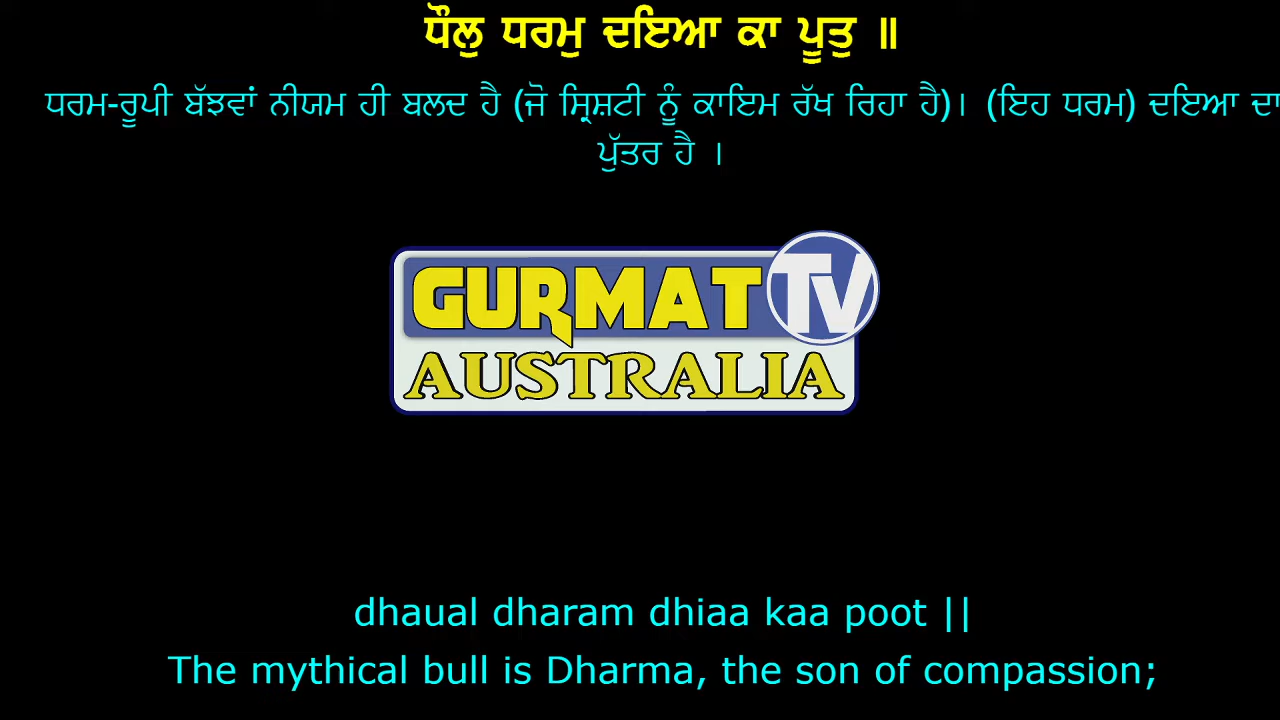 ਧੌਲੁ ਧਰਮੁ ਦਇਆ ਕਾ ਪੂਤੁ ॥
ਧਰਮ-ਰੂਪੀ ਬੱਝਵਾਂ ਨੀਯਮ ਹੀ ਬਲਦ ਹੈ (ਜੋ ਸ੍ਰਿਸ਼ਟੀ ਨੂੰ ਕਾਇਮ ਰੱਖ ਰਿਹਾ ਹੈ)। (ਇਹ ਧਰਮ) ਦਇਆ ਦਾ
ਪੁੱਤਰ ਹੈ ।
GURMAT TV
AUSTRALIA
dhaual dharam dhiaa kaa poot ||
The mythical bull is Dharma, the son of compassion;